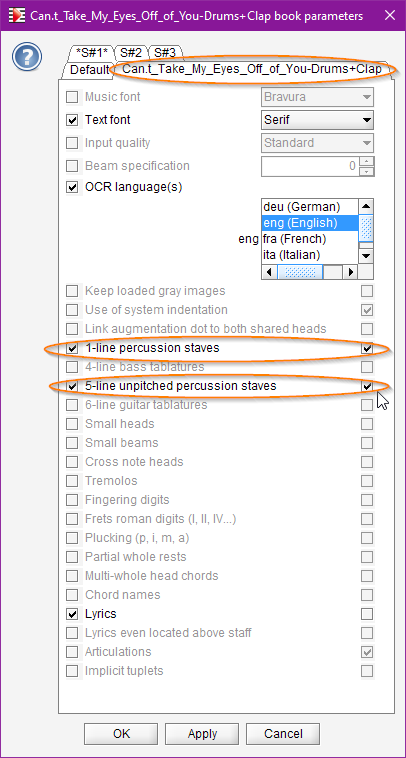 Can.t_Take_My_Eyes_Off_of_You-Drums+Clap book parameters
*S#1* S#2 S#3
Default Can.t_Take_My_Eyes_Off_of_You-Drums+Clap
Music font Bravura
Text font Serif
Input quality Standard
Beam specification 0
OCR language(s)
deu (German)
eng (English)
eng fra (French)
ita (Italian)
Keep loaded gray images
Use of system indentation
Link augmentation dot to both shared heads
1-line percussion staves
4-line bass tablatures
5-line unpitched percussion staves
6-line guitar tablatures
Small heads
Small beams
Cross note heads
Tremolos
Fingering digits
Frets roman digits (I, II, IV...)
Plucking (p, i, m, a)
Partial whole rests
Multi-whole head chords
Chord names
Lyrics
Lyrics even located above staff
Articulations
Implicit tuplets
OK Apply Cancel